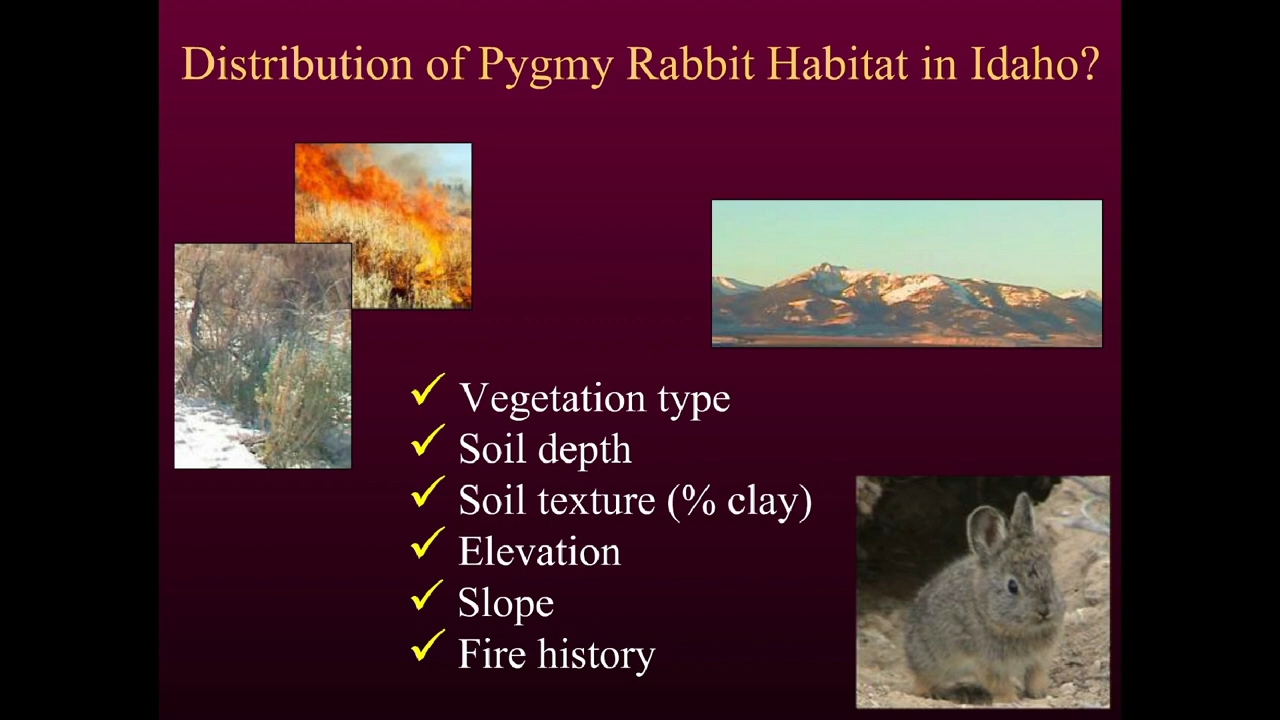 Distribution of Pygmy Rabbit Habitat in Idaho?
✓ Vegetation type
✓ Soil depth
✓ Soil texture (% clay)
✓ Elevation
✓ Slope
✓ Fire history